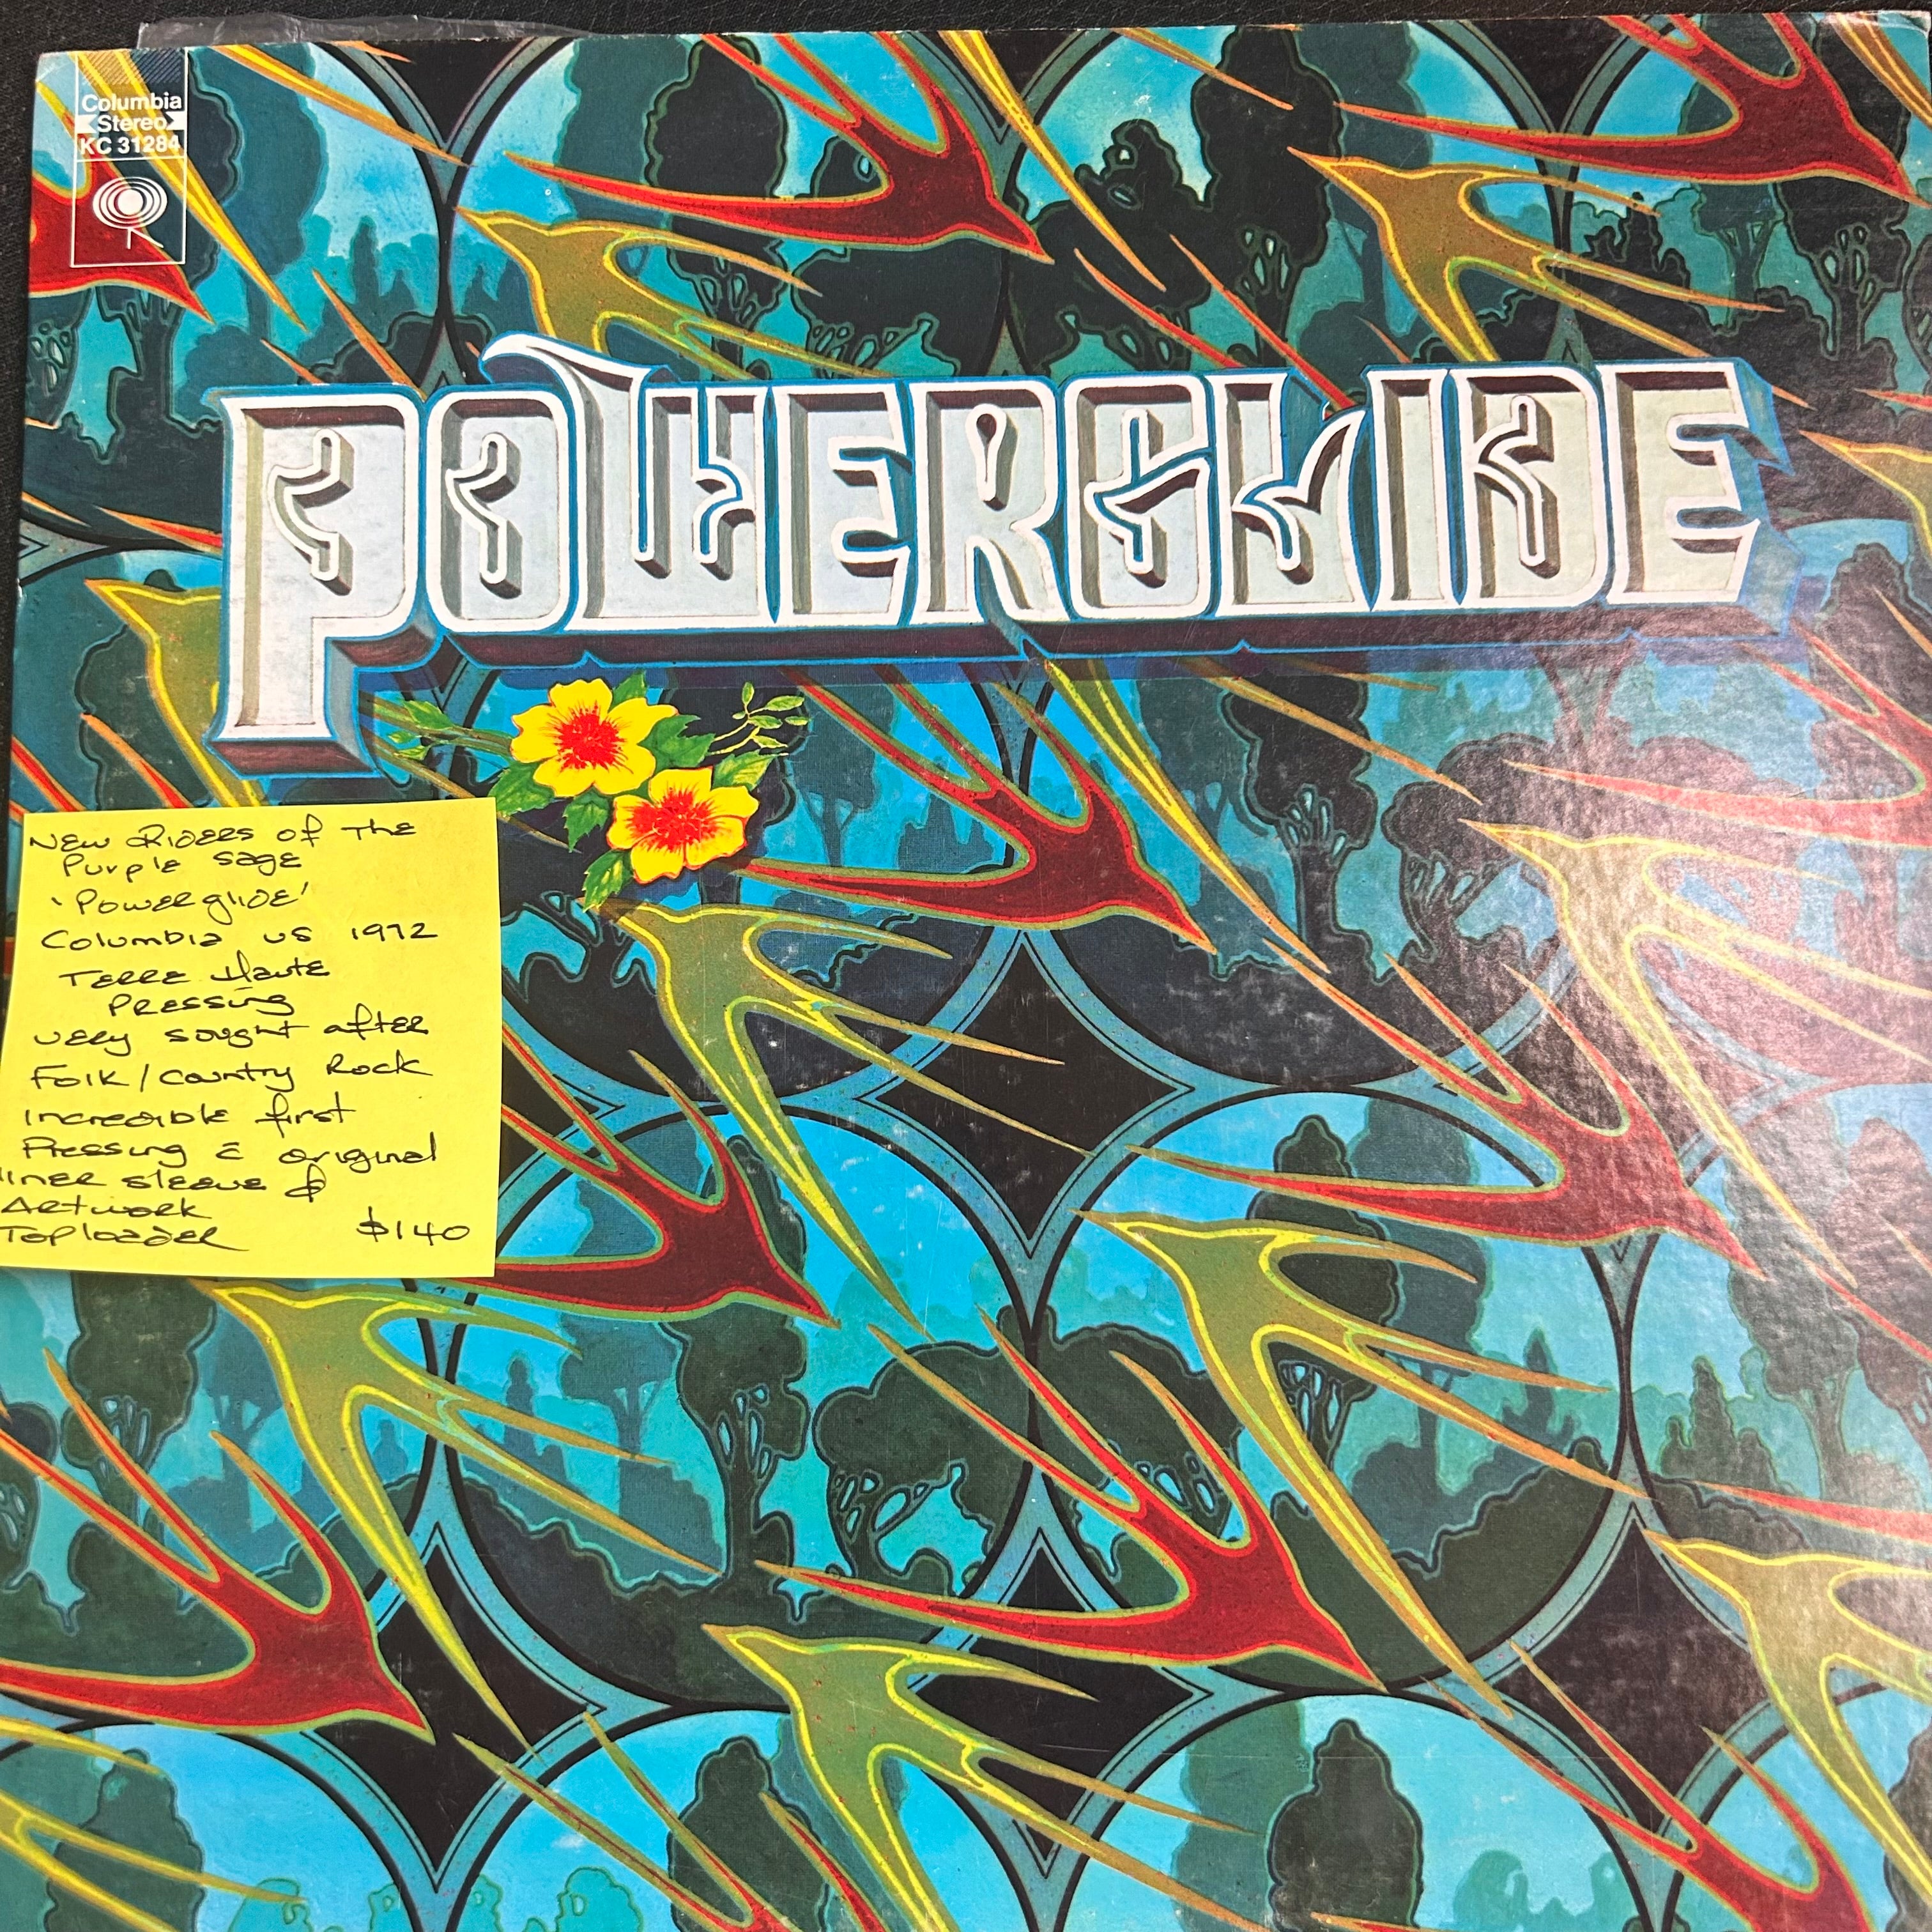 Columbia
Stereo
KC 31284
POWERGLIDE
New Riders of The
Purple Sage
'Powerglide'
Columbia US 1972
Terre Haute
Pressing
very sought after
Folk / Country Rock
incredible first
Pressing c̄ original
iner sleeve &
Artwork
Toploader $140